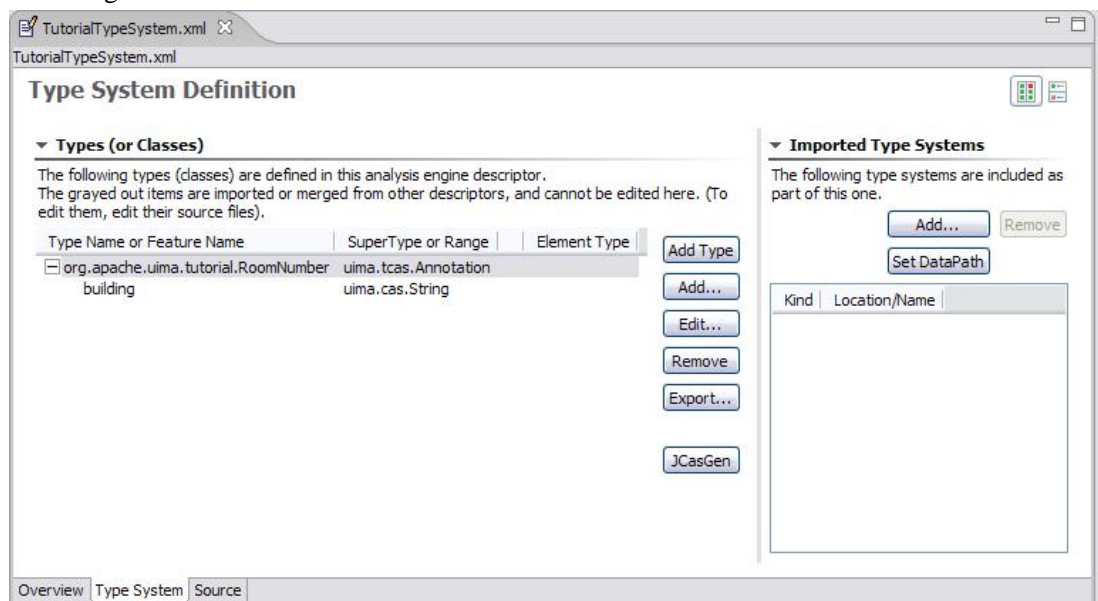 TutorialTypeSystem.xml
TutorialTypeSystem.xml
Type System Definition
Types (or Classes)
The following types (classes) are defined in this analysis engine descriptor.
The grayed out items are imported or merged from other descriptors, and cannot be edited here. (To
edit them, edit their source files).
Type Name or Feature Name SuperType or Range Element Type
org.apache.uima.tutorial.RoomNumber uima.tcas.Annotation
building uima.cas.String
Add Type
Add...
Edit...
Remove
Export...
JCasGen
Imported Type Systems
The following type systems are included as
part of this one.
Add... Remove
Set DataPath
Kind Location/Name
Overview Type System Source